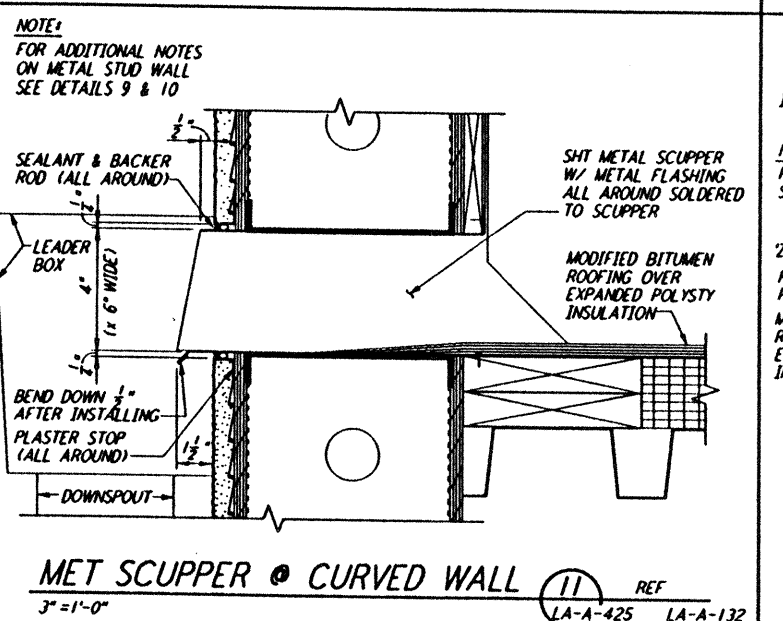 NOTE:
FOR ADDITIONAL NOTES
ON METAL STUD WALL
SEE DETAILS 9 & 10
1/2"
SEALANT & BACKER
ROD (ALL AROUND)
1/2"
LEADER
BOX
4"
(x 6" WIDE)
1/2"
BEND DOWN 1/2"
AFTER INSTALLING
PLASTER STOP
(ALL AROUND)
1 1/2"
DOWNSPOUT
SHT METAL SCUPPER
W/ METAL FLASHING
ALL AROUND SOLDERED
TO SCUPPER
MODIFIED BITUMEN
ROOFING OVER
EXPANDED POLYSTY
INSULATION
MET SCUPPER @ CURVED WALL
3"=1'-0"
11
LA-A-425
REF
LA-A-132